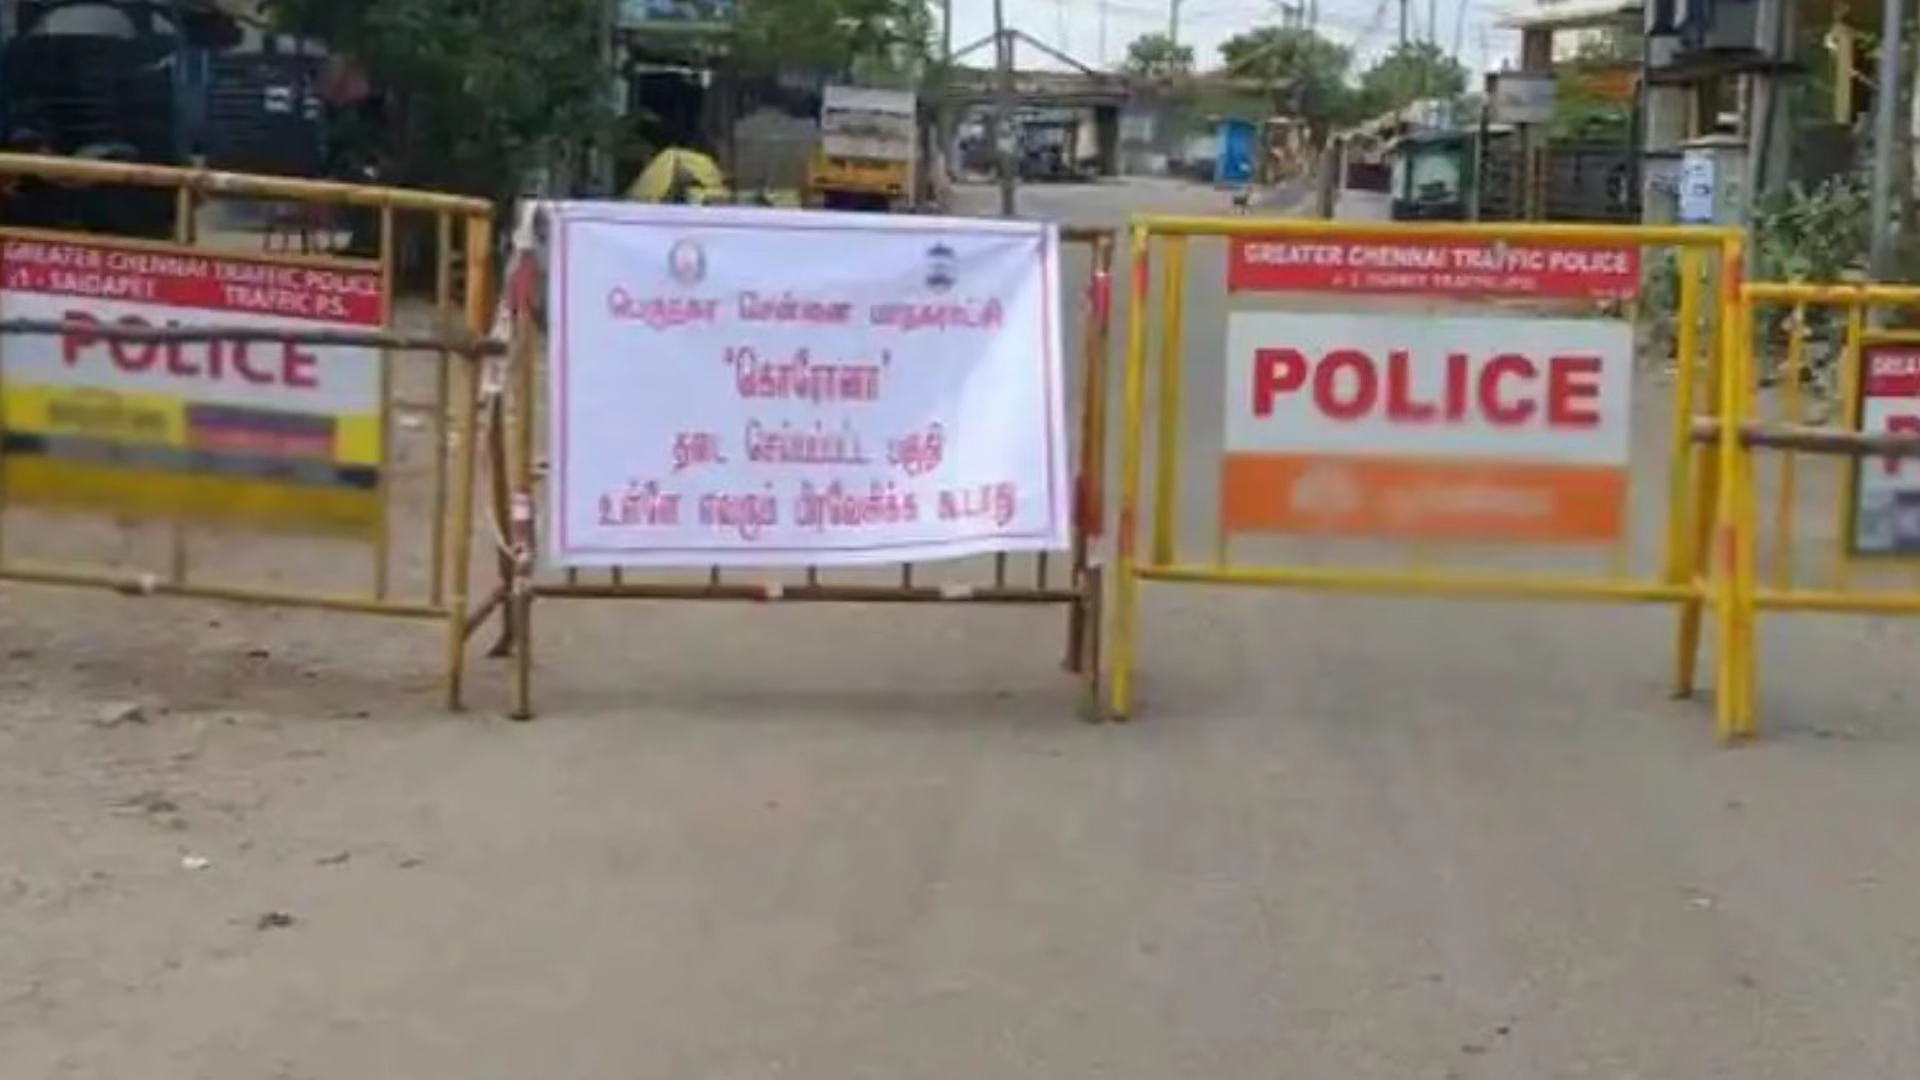 GREATER CHENNAI TRAFFIC POLICE
J1 - SAIDAPET TRAFFIC P.S.
POLICE
பெருநகர சென்னை மாநகராட்சி
'கொரோனா'
தடை செய்யப்பட்ட பகுதி
உள்ளே எவரும் பிரவேசிக்க கூடாது
GREATER CHENNAI TRAFFIC POLICE
POLICE